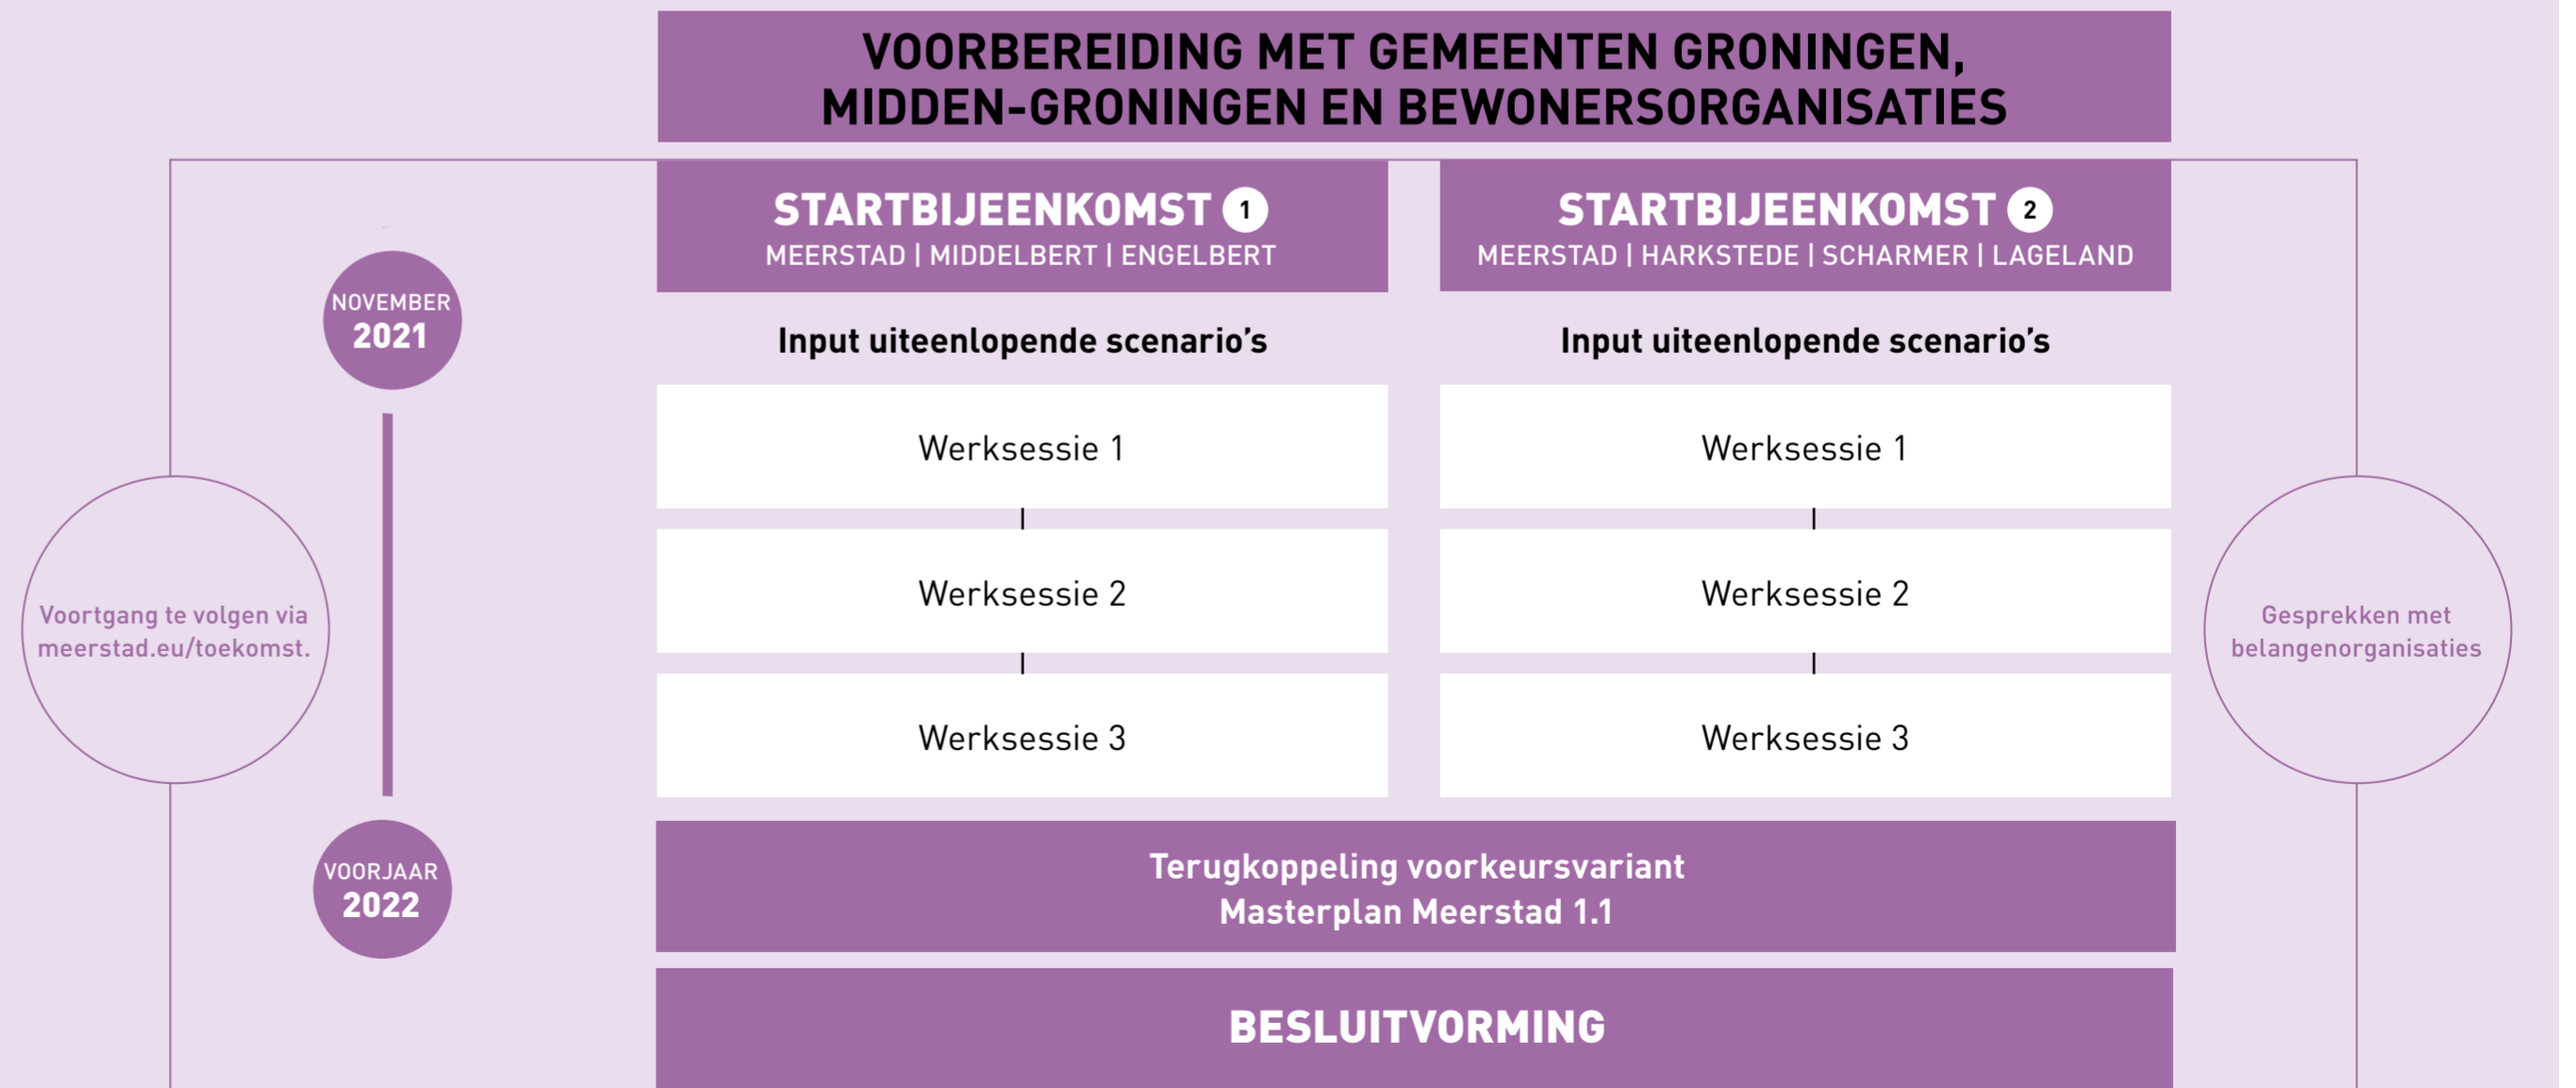 VOORBEREIDING MET GEMEENTEN GRONINGEN,
MIDDEN-GRONINGEN EN BEWONERSORGANISATIES
STARTBIJEENKOMST 1
MEERSTAD | MIDDELBERT | ENGELBERT
STARTBIJEENKOMST 2
MEERSTAD | HARKSTEDE | SCHARMER | LAGELAND
NOVEMBER
2021
Input uiteenlopende scenario’s
Input uiteenlopende scenario’s
Werksessie 1
Werksessie 1
Werksessie 2
Werksessie 2
Voortgang te volgen via
meerstad.eu/toekomst.
Gesprekken met
belangenorganisaties
Werksessie 3
Werksessie 3
VOORJAAR
2022
Terugkoppeling voorkeursvariant
Masterplan Meerstad 1.1
BESLUITVORMING